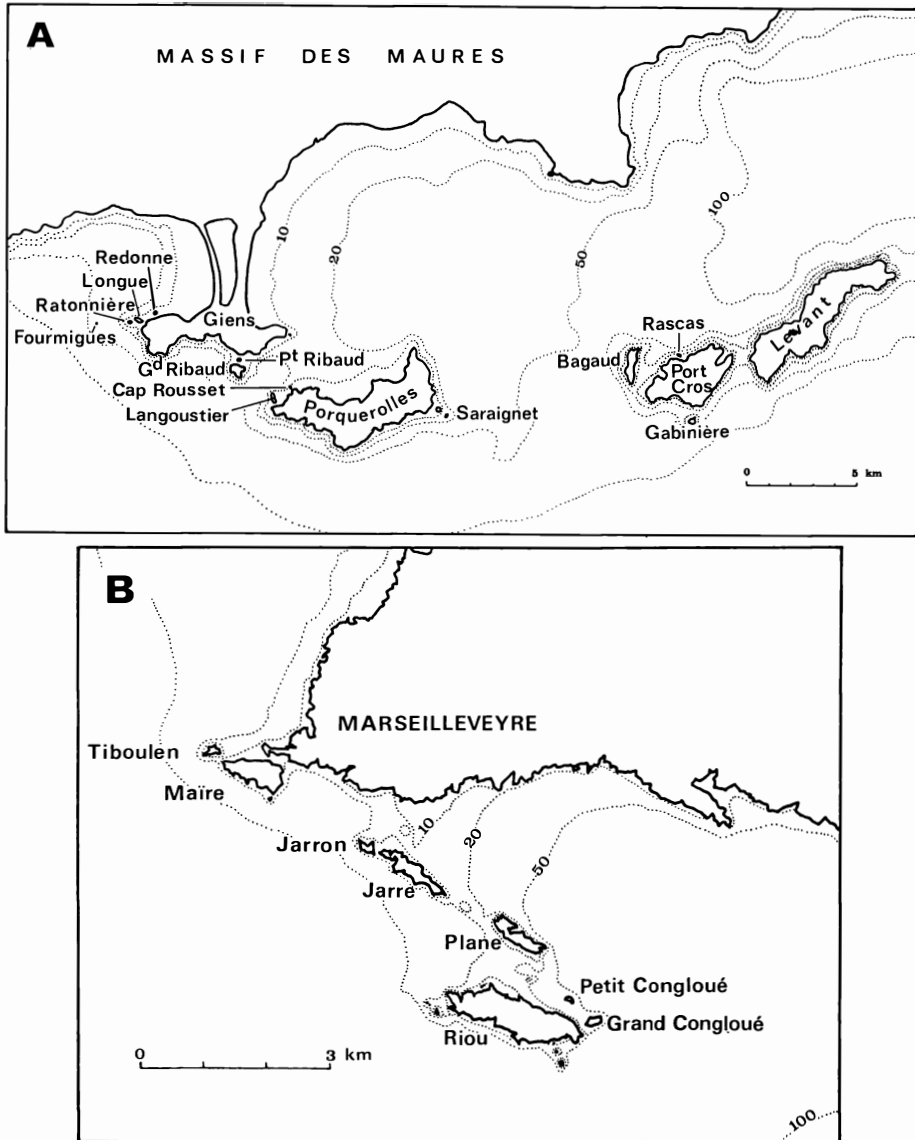 A
MASSIF DES MAURES
100
10
20
50
Redonne
Longue
Ratonnière
Fourmigues
Giens
Levant
Rascas
Bagaud
Port
Cros
Pt Ribaud
Gd Ribaud
Cap Rousset
Langoustier
Porquerolles
Saraignet
Gabinière
0 5 km
B
MARSEILLEVEYRE
Tiboulen
Maïre
10
20
50
Jarron
Jarre
Plane
Petit Congloué
Grand Congloué
Riou
0 3 km
100